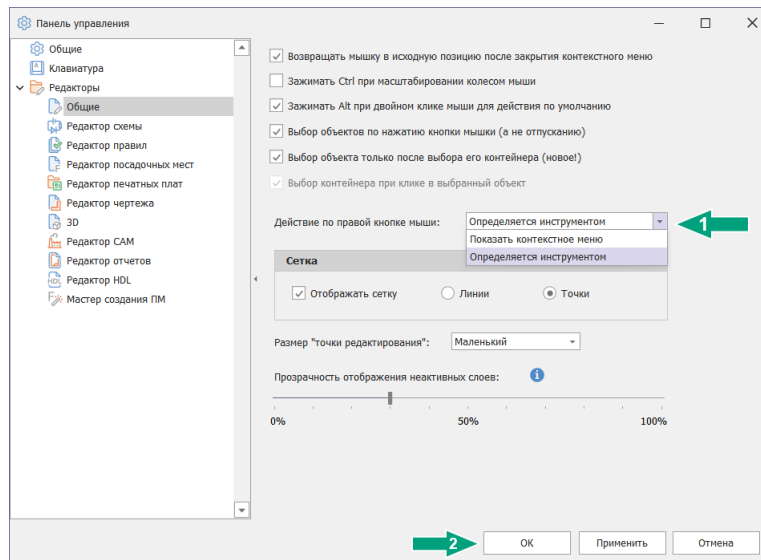 Панель управления
Общие
Клавиатура
Редакторы
Общие
Редактор схемы
Редактор правил
Редактор посадочных мест
Редактор печатных плат
Редактор чертежа
3D
Редактор CAM
Редактор отчетов
Редактор HDL
Мастер создания ПМ
Возвращать мышку в исходную позицию после закрытия контекстного меню
Зажимать Ctrl при масштабировании колесом мыши
Зажимать Alt при двойном клике мыши для действия по умолчанию
Выбор объектов по нажатию кнопки мышки (а не отпусканию)
Выбор объекта только после выбора его контейнера (новое!)
Выбор контейнера при клике в выбранный объект
Действие по правой кнопке мыши: Определяется инструментом 1
Показать контекстное меню
Определяется инструментом
Сетка
Отображать сетку Линии Точки
Размер "точки редактирования": Маленький
Прозрачность отображения неактивных слоев: i
0% 50% 100%
2 ОК Применить Отмена